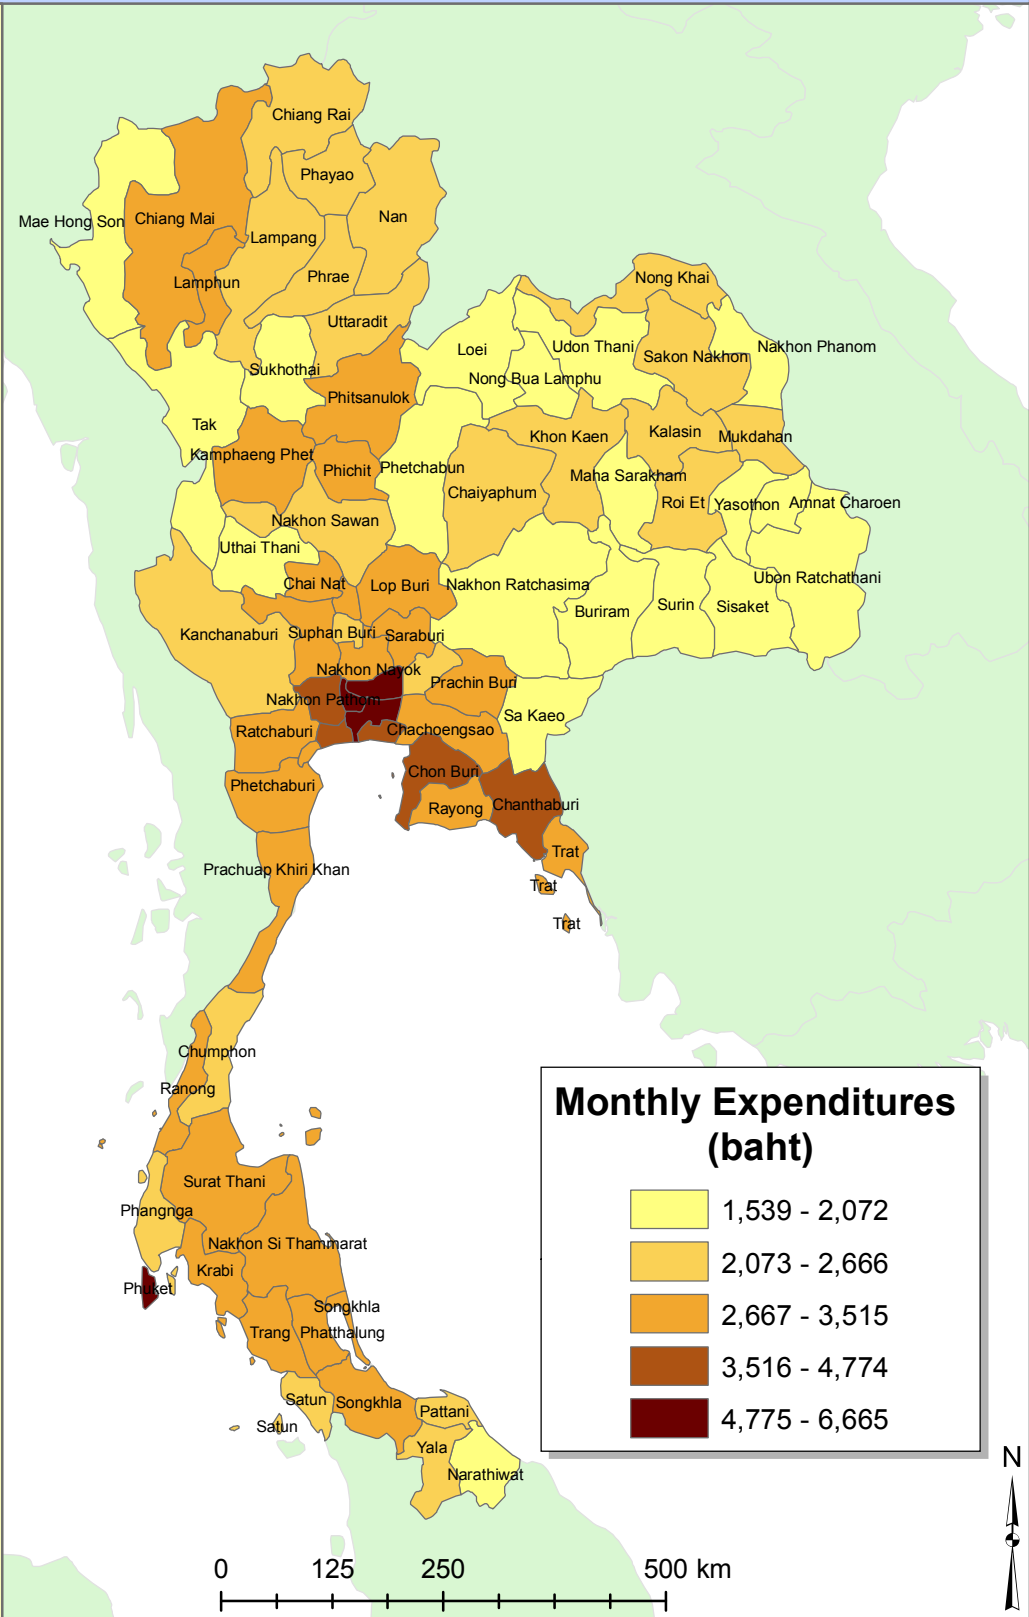 Chiang Rai
Phayao
Nan
Mae Hong Son
Chiang Mai
Lampang
Phrae
Lamphun
Nong Khai
Uttaradit
Loei
Udon Thani
Nakhon Phanom
Sakon Nakhon
Sukhothai
Nong Bua Lamphu
Phitsanulok
Tak
Khon Kaen
Kalasin
Mukdahan
Kamphaeng Phet
Phichit
Phetchabun
Maha Sarakham
Chaiyaphum
Roi Et
Yasothon
Amnat Charoen
Nakhon Sawan
Uthai Thani
Chai Nat
Lop Buri
Nakhon Ratchasima
Ubon Ratchathani
Buriram
Surin
Sisaket
Kanchanaburi
Suphan Buri
Saraburi
Nakhon Nayok
Prachin Buri
Nakhon Pathom
Sa Kaeo
Ratchaburi
Chachoengsao
Chon Buri
Phetchaburi
Rayong
Chanthaburi
Trat
Prachuap Khiri Khan
Trat
Trat
Chumphon
Ranong
Surat Thani
Phangnga
Nakhon Si Thammarat
Krabi
Phuket
Songkhla
Trang
Phatthalung
Satun
Songkhla
Pattani
Satun
Yala
Narathiwat
Monthly Expenditures
(baht)
1,539 - 2,072
2,073 - 2,666
2,667 - 3,515
3,516 - 4,774
4,775 - 6,665
N
0 125 250 500 km